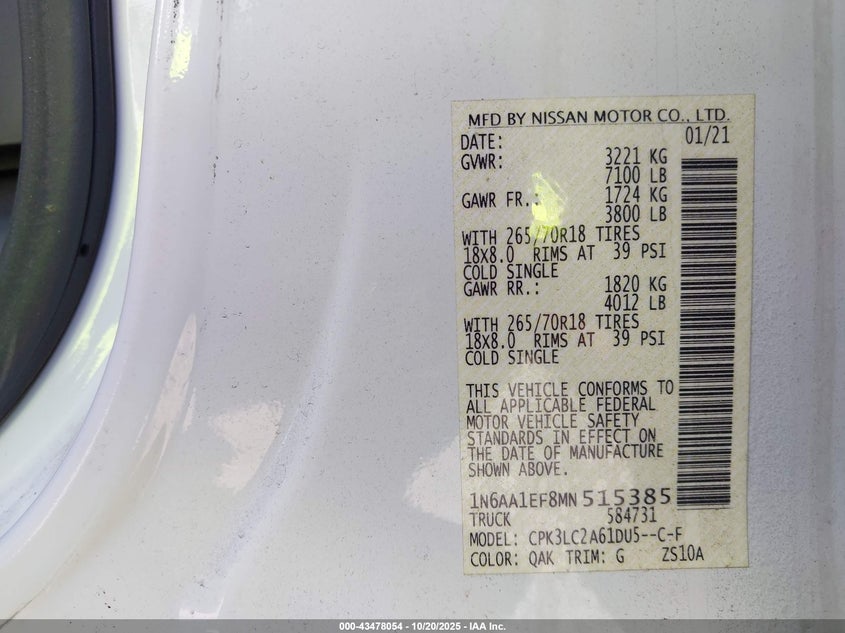 MFD BY NISSAN MOTOR CO., LTD.
DATE: 01/21
GVWR: 3221 KG
7100 LB
GAWR FR.: 1724 KG
3800 LB
WITH 265/70R18 TIRES
18X8.0 RIMS AT 39 PSI
COLD SINGLE
GAWR RR.: 1820 KG
4012 LB
WITH 265/70R18 TIRES
18X8.0 RIMS AT 39 PSI
COLD SINGLE
THIS VEHICLE CONFORMS TO
ALL APPLICABLE FEDERAL
MOTOR VEHICLE SAFETY
STANDARDS IN EFFECT ON
THE DATE OF MANUFACTURE
SHOWN ABOVE.
1N6AA1EF8MN515385
TRUCK 584731
MODEL: CPK3LC2A61DU5--C-F
COLOR: QAK TRIM: G ZS10A
000-43478054 - 10/20/2025 - IAA Inc.